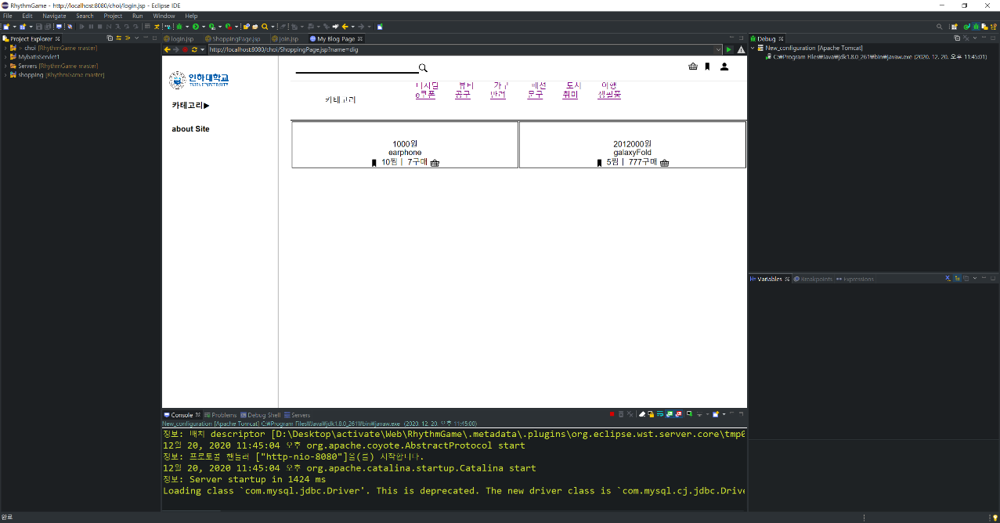 RhythmGame - http://localhost:8080/choi/login.jsp - Eclipse IDE
File Edit Navigate Search Project Run Window Help
Project Explorer
choi [RhythmGame master]
MybatisServlet1
Servers [RhythmGame master]
shopping [RhythmGame master]
login.jsp ShoppingPage.jsp join.jsp My Blog Page
http://localhost:8080/choi/ShoppingPage.jsp?name=dig
인하대학교
INHA UNIVERSITY
카테고리▶
about Site
카테고리
디지턴 뷰티 가구 패션 도서 여행
e쿠폰 공구 반려 문구 취미 생필품
1000원
earphone
10찜 | 7구매
2012000원
galaxyFold
5찜 | 777구매
Debug
New_configuration [Apache Tomcat]
C:₩Program Files₩Java₩jdk1.8.0_261₩bin₩javaw.exe (2020. 12. 20. 오후 11:45:01)
Variables Breakpoints Expressions
Console Problems Debug Shell Servers
New_configuration [Apache Tomcat] C:₩Program Files₩Java₩jdk1.8.0_261₩bin₩javaw.exe (2020. 12. 20. 오후 11:45:00)
정보: 배치 descriptor [D:\Desktop\activate\Web\RhythmGame\.metadata\.plugins\org.eclipse.wst.server.core\tmp0
12월 20, 2020 11:45:04 오후 org.apache.coyote.AbstractProtocol start
정보: 프로토콜 핸들러 ["http-nio-8080"]을(를) 시작합니다.
12월 20, 2020 11:45:04 오후 org.apache.catalina.startup.Catalina start
정보: Server startup in 1424 ms
Loading class `com.mysql.jdbc.Driver'. This is deprecated. The new driver class is `com.mysql.cj.jdbc.Drive
완료